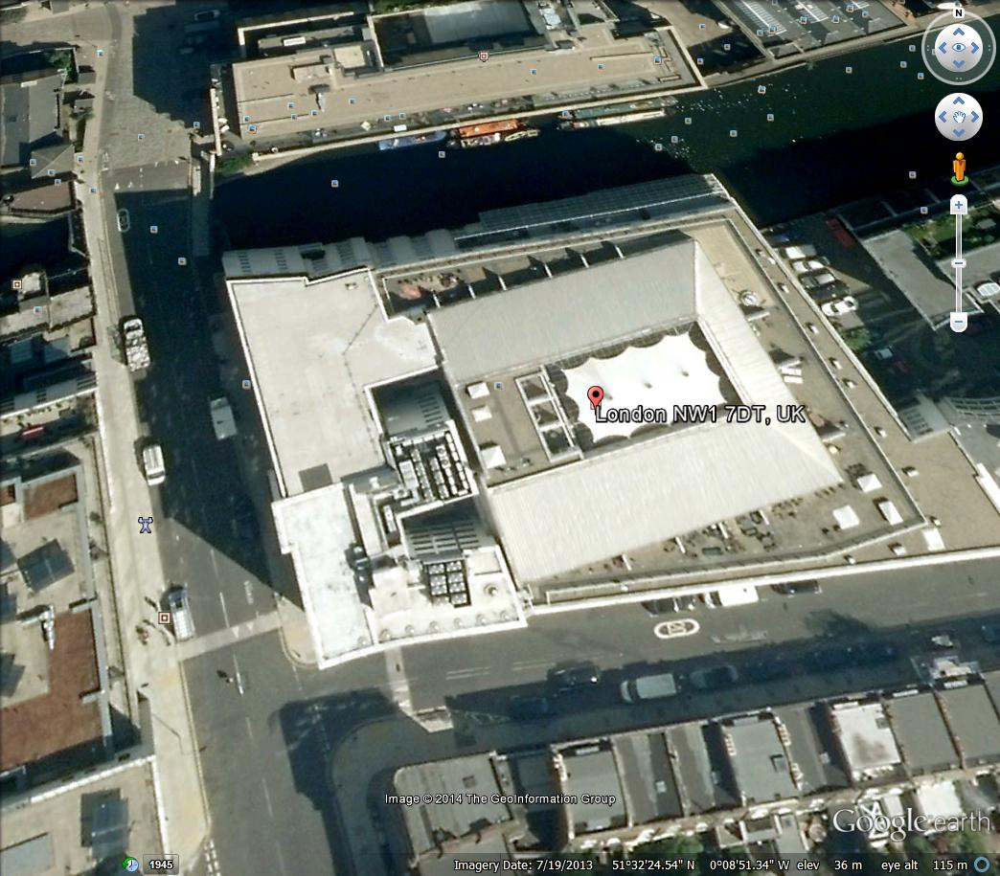 N
London NW1 7DT, UK
Image © 2014 The GeoInformation Group
Google earth
1945
Imagery Date: 7/19/2013 51°32'24.54" N 0°08'51.34" W elev 36 m eye alt 115 m